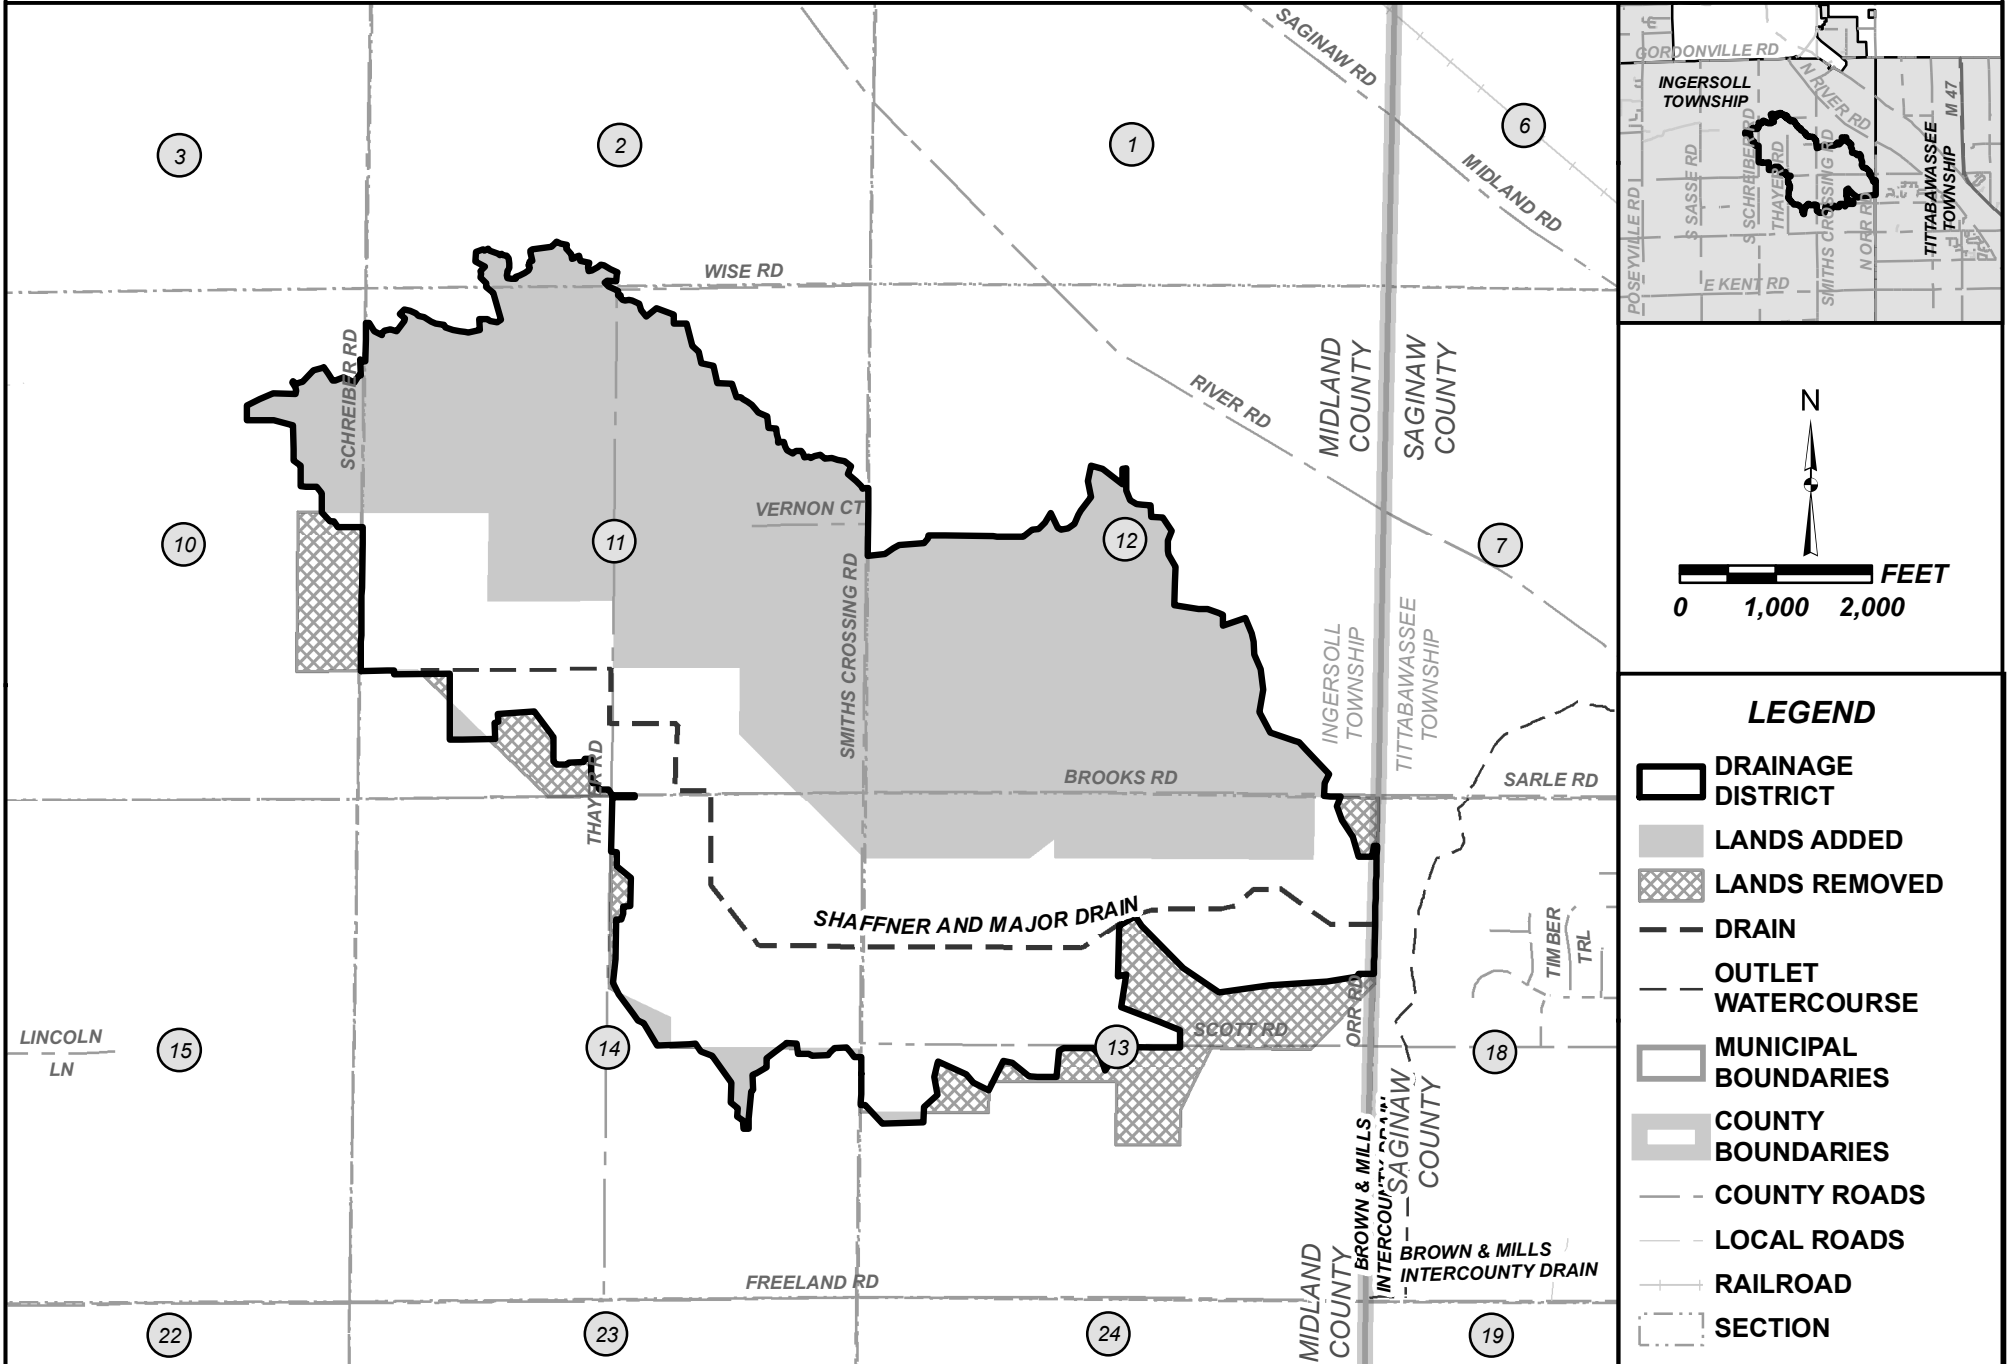 SAGINAW RD
MIDLAND RD
3
2
1
6
WISE RD
SCHREIBER RD
RIVER RD
MIDLAND
COUNTY
SAGINAW
COUNTY
VERNON CT
10
11
12
7
SMITHS CROSSING RD
INGERSOLL
TOWNSHIP
TITTABAWASSEE
TOWNSHIP
THAYER RD
BROOKS RD
SARLE RD
SHAFFNER AND MAJOR DRAIN
TIMBER
TRL
ORR RD
SCOTT RD
LINCOLN
LN
15
14
13
18
SAGINAW
COUNTY
BROWN & MILLS
INTERCOUNTY DRAIN
MIDLAND
COUNTY
BROWN & MILLS
INTERCOUNTY DRAIN
FREELAND RD
22
23
24
19
GORDONVILLE RD
INGERSOLL
TOWNSHIP
N RIVER RD
M 47
TITTABAWASSEE
TOWNSHIP
POSEYVILLE RD
S SASSE RD
S SCHREIBER RD
THAYER RD
SMITHS CROSSING RD
N ORR RD
E KENT RD
N
FEET
0 1,000 2,000
LEGEND
DRAINAGE
DISTRICT
LANDS ADDED
LANDS REMOVED
DRAIN
OUTLET
WATERCOURSE
MUNICIPAL
BOUNDARIES
COUNTY
BOUNDARIES
COUNTY ROADS
LOCAL ROADS
RAILROAD
SECTION